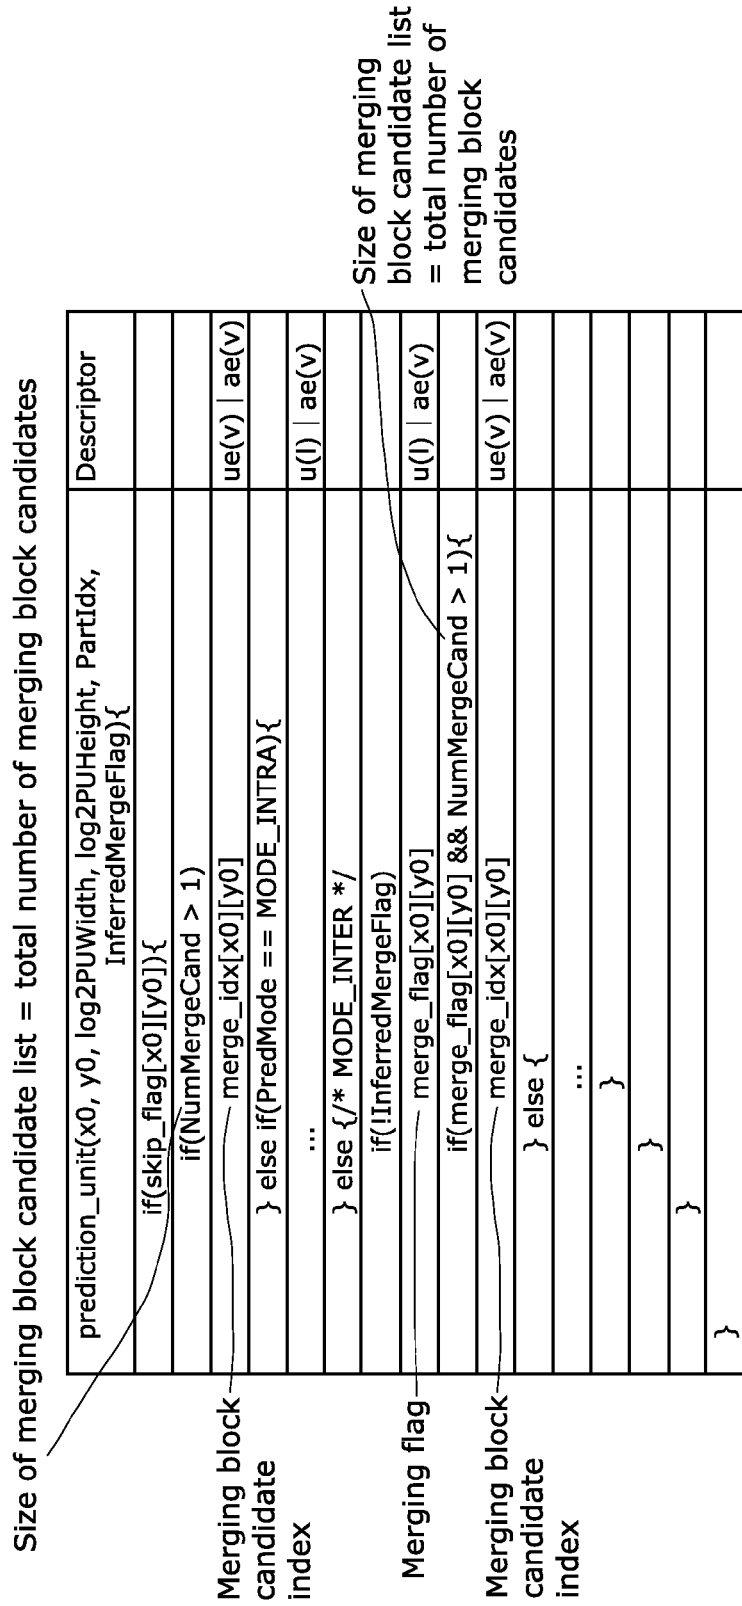 Size of merging block candidate list = total number of merging block candidates
prediction_unit(x0, y0, log2PUWidth, log2PUHeight, PartIdx,
InferredMergeFlag){
Descriptor
if(skip_flag[x0][y0]){
if(NumMergeCand > 1)
merge_idx[x0][y0]
ue(v) | ae(v)
} else if(PredMode == MODE_INTRA){
...
u(l) | ae(v)
} else {/* MODE_INTER */
if(!InferredMergeFlag)
merge_flag[x0][y0]
u(l) | ae(v)
if(merge_flag[x0][y0] && NumMergeCand > 1){
merge_idx[x0][y0]
ue(v) | ae(v)
} else {
...
}
}
}
}
Merging block
candidate
index
Merging flag
Merging block
candidate
index
Size of merging
block candidate list
= total number of
merging block
candidates